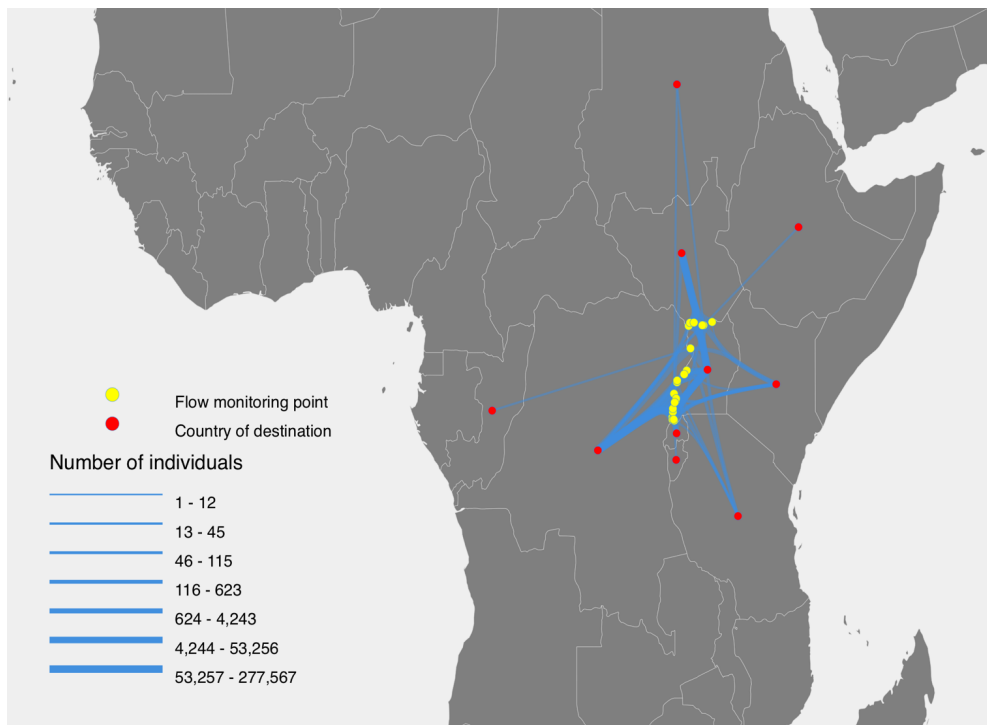 Flow monitoring point
Country of destination
Number of individuals
1 - 12
13 - 45
46 - 115
116 - 623
624 - 4,243
4,244 - 53,256
53,257 - 277,567